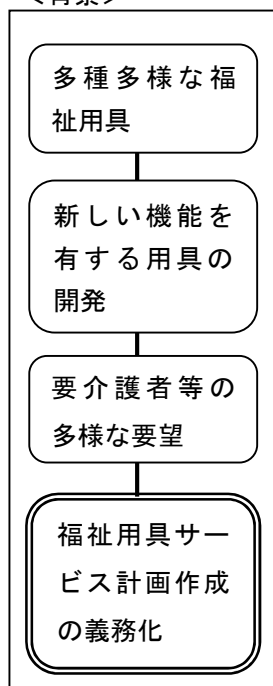 ＜背景＞
多種多様な福
祉用具
新しい機能を
有する用具の
開発
要介護者等の
多様な要望
福祉用具サー
ビス計画作成
の義務化